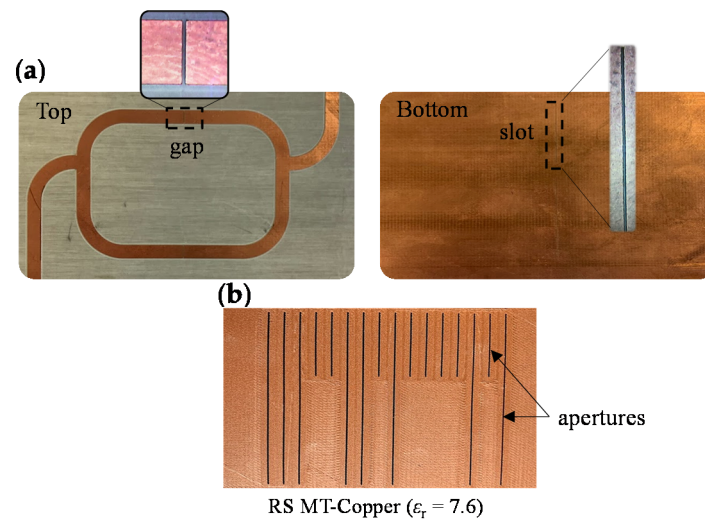 (a)
Top
gap
Bottom
slot
(b)
apertures
RS MT-Copper (εr = 7.6)